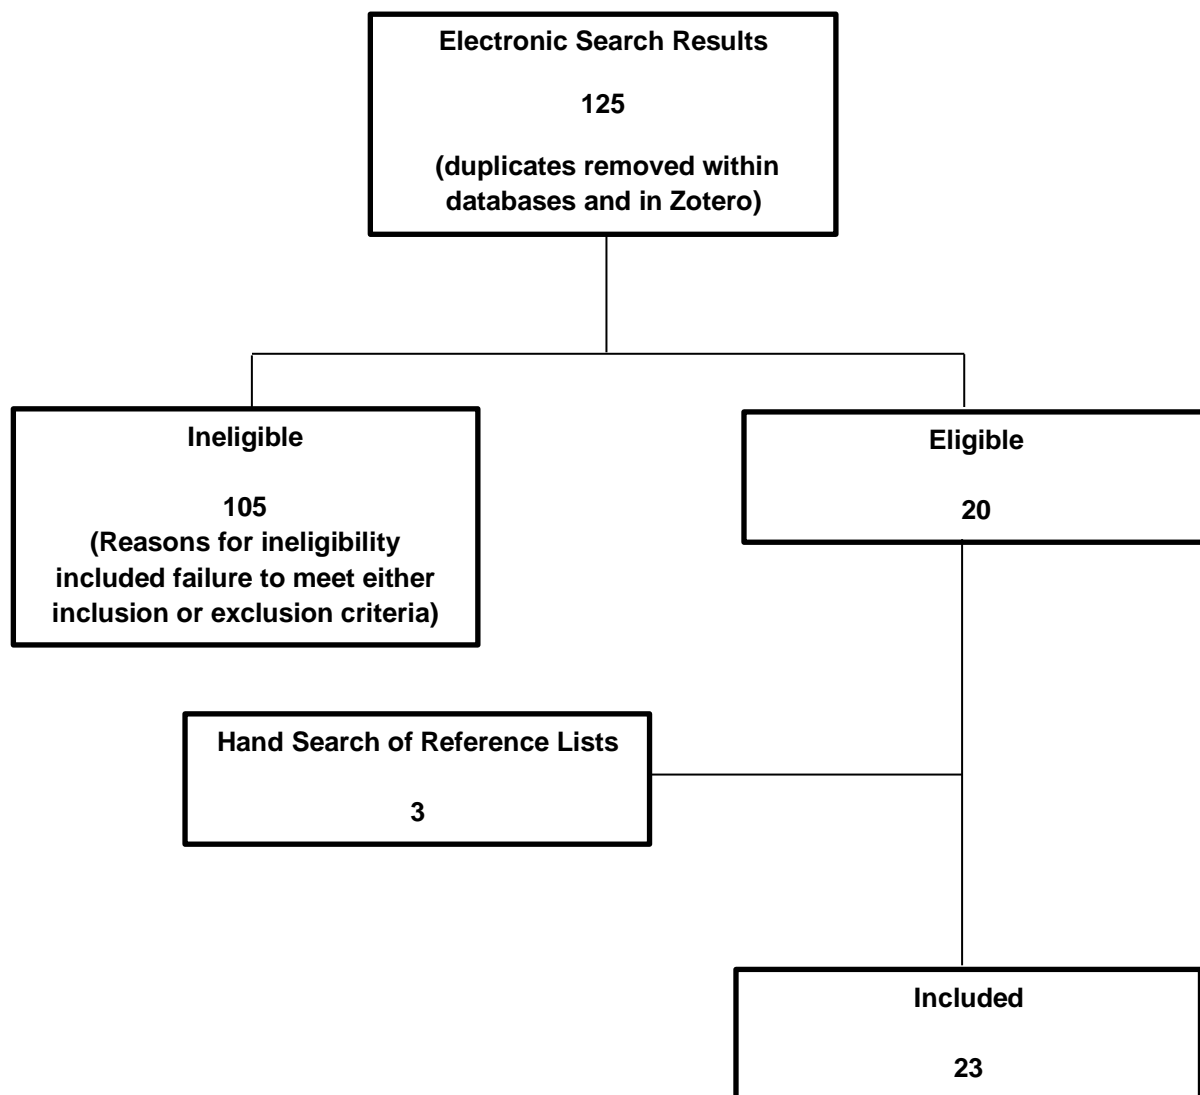 Electronic Search Results
125
(duplicates removed within
databases and in Zotero)
Ineligible
105
(Reasons for ineligibility
included failure to meet either
inclusion or exclusion criteria)
Eligible
20
Hand Search of Reference Lists
3
Included
23